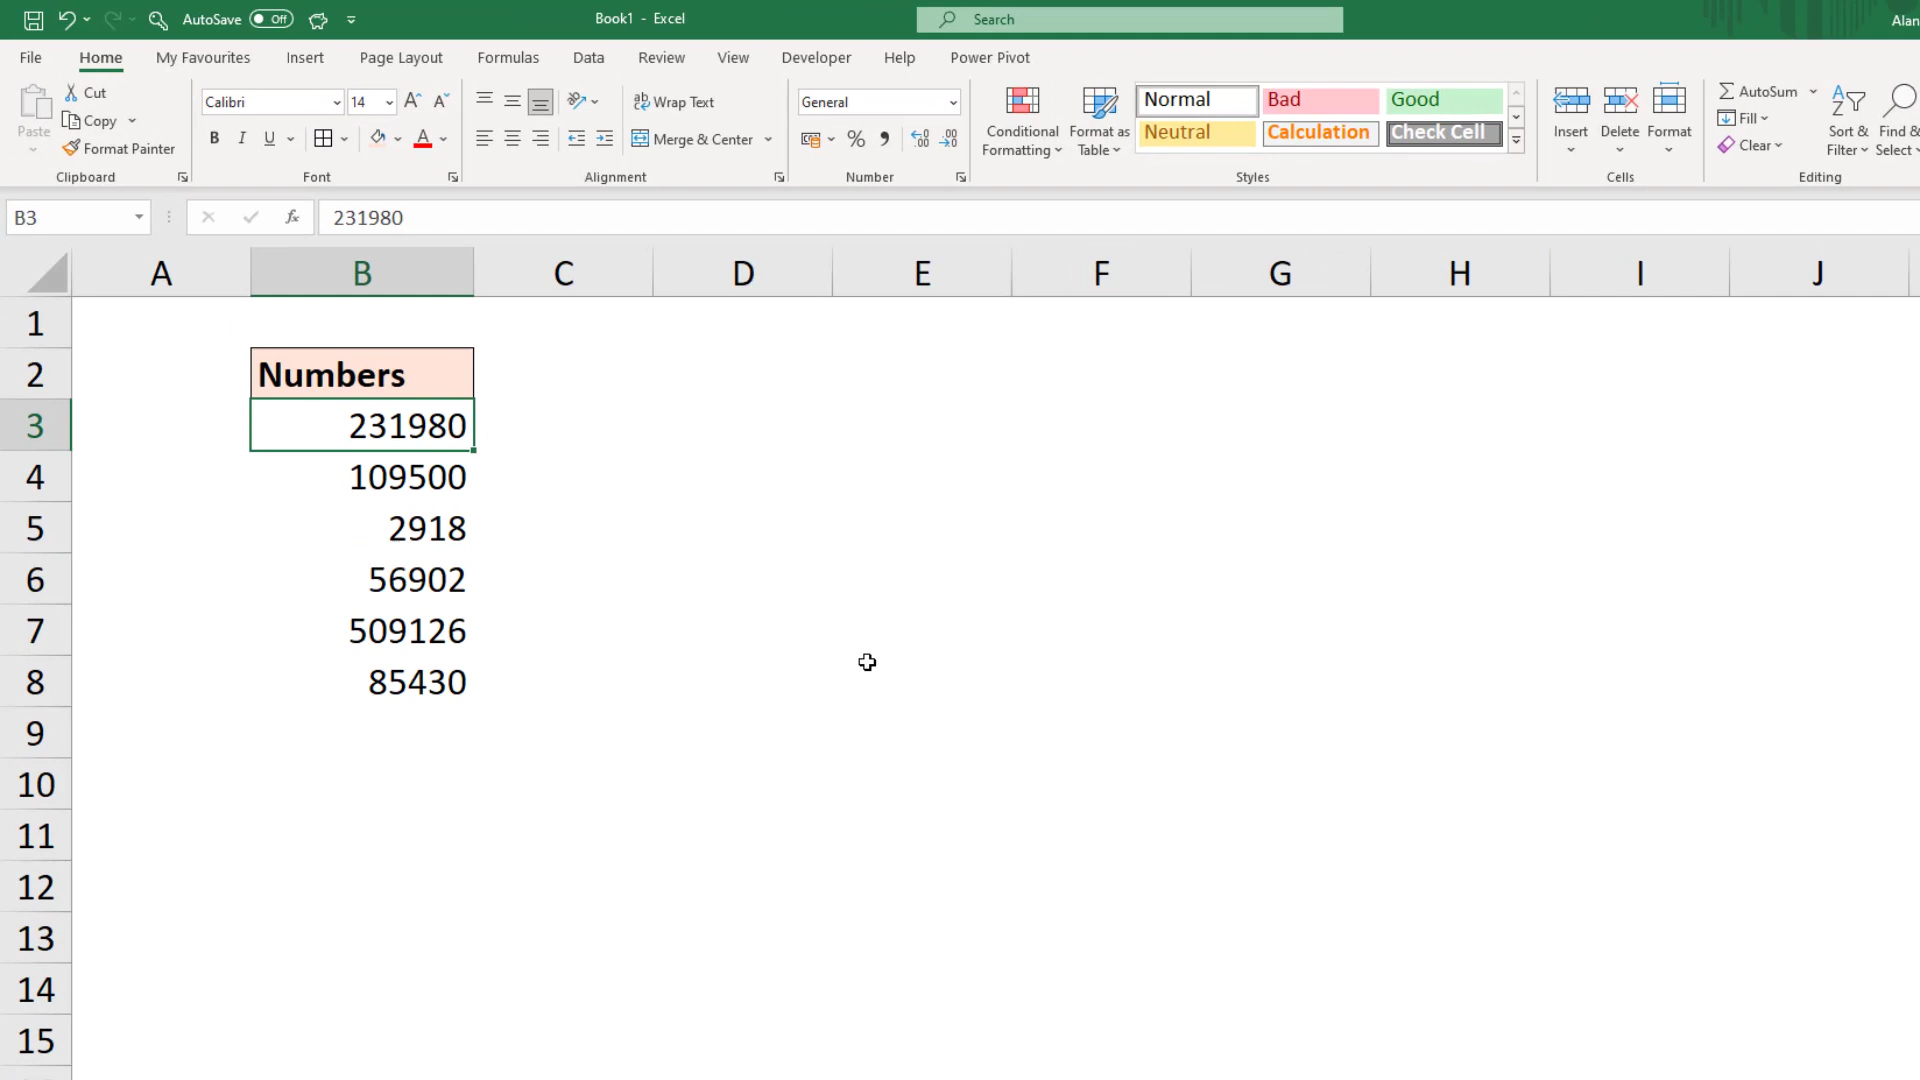 AutoSave Off Book1 - Excel Search Alan
File Home My Favourites Insert Page Layout Formulas Data Review View Developer Help Power Pivot
Paste Cut Copy Format Painter
Clipboard
Calibri 14
B I U A
Font
ab Wrap Text
Merge & Center
Alignment
General
% ,
Number
Conditional Formatting
Format as Table
Normal Bad Good
Neutral Calculation Check Cell
Styles
Insert Delete Format
Cells
AutoSum
Fill
Clear
Sort & Filter
Find & Select
Editing
B3 fx 231980
A B C D E F G H I J
1
2 Numbers
3 231980
4 109500
5 2918
6 56902
7 509126
8 85430
9
10
11
12
13
14
15